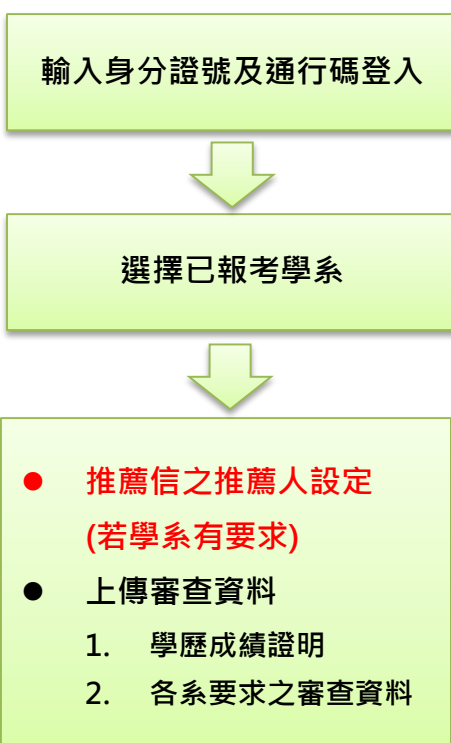 輸入身分證號及通行碼登入
選擇已報考學系
● 推薦信之推薦人設定
(若學系有要求)
● 上傳審查資料
1. 學歷成績證明
2. 各系要求之審查資料